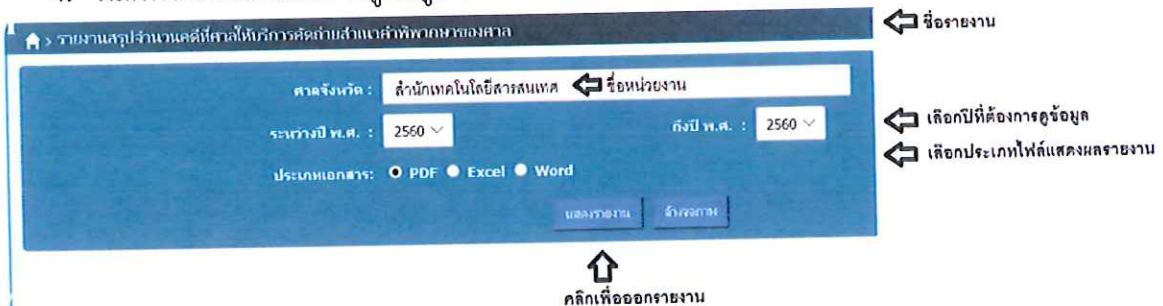 > รายงานสรุปจำนวนคดีที่ศาลให้บริการคัดถ่ายสำเนาคำพิพากษาของศาล
ชื่อรายงาน
ศาลจังหวัด : สำนักเทคโนโลยีสารสนเทศ ชื่อหน่วยงาน
ระหว่างปี พ.ศ. : 2560 ถึงปี พ.ศ. : 2560
เลือกปีที่ต้องการดูข้อมูล
ประเภทเอกสาร: PDF Excel Word
เลือกประเภทไฟล์แสดงผลรายงาน
แสดงรายงาน ล้างจอภาพ
คลิกเพื่อออกรายงาน